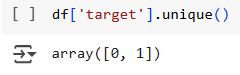 [ ] df['target'].unique()
array([0, 1])